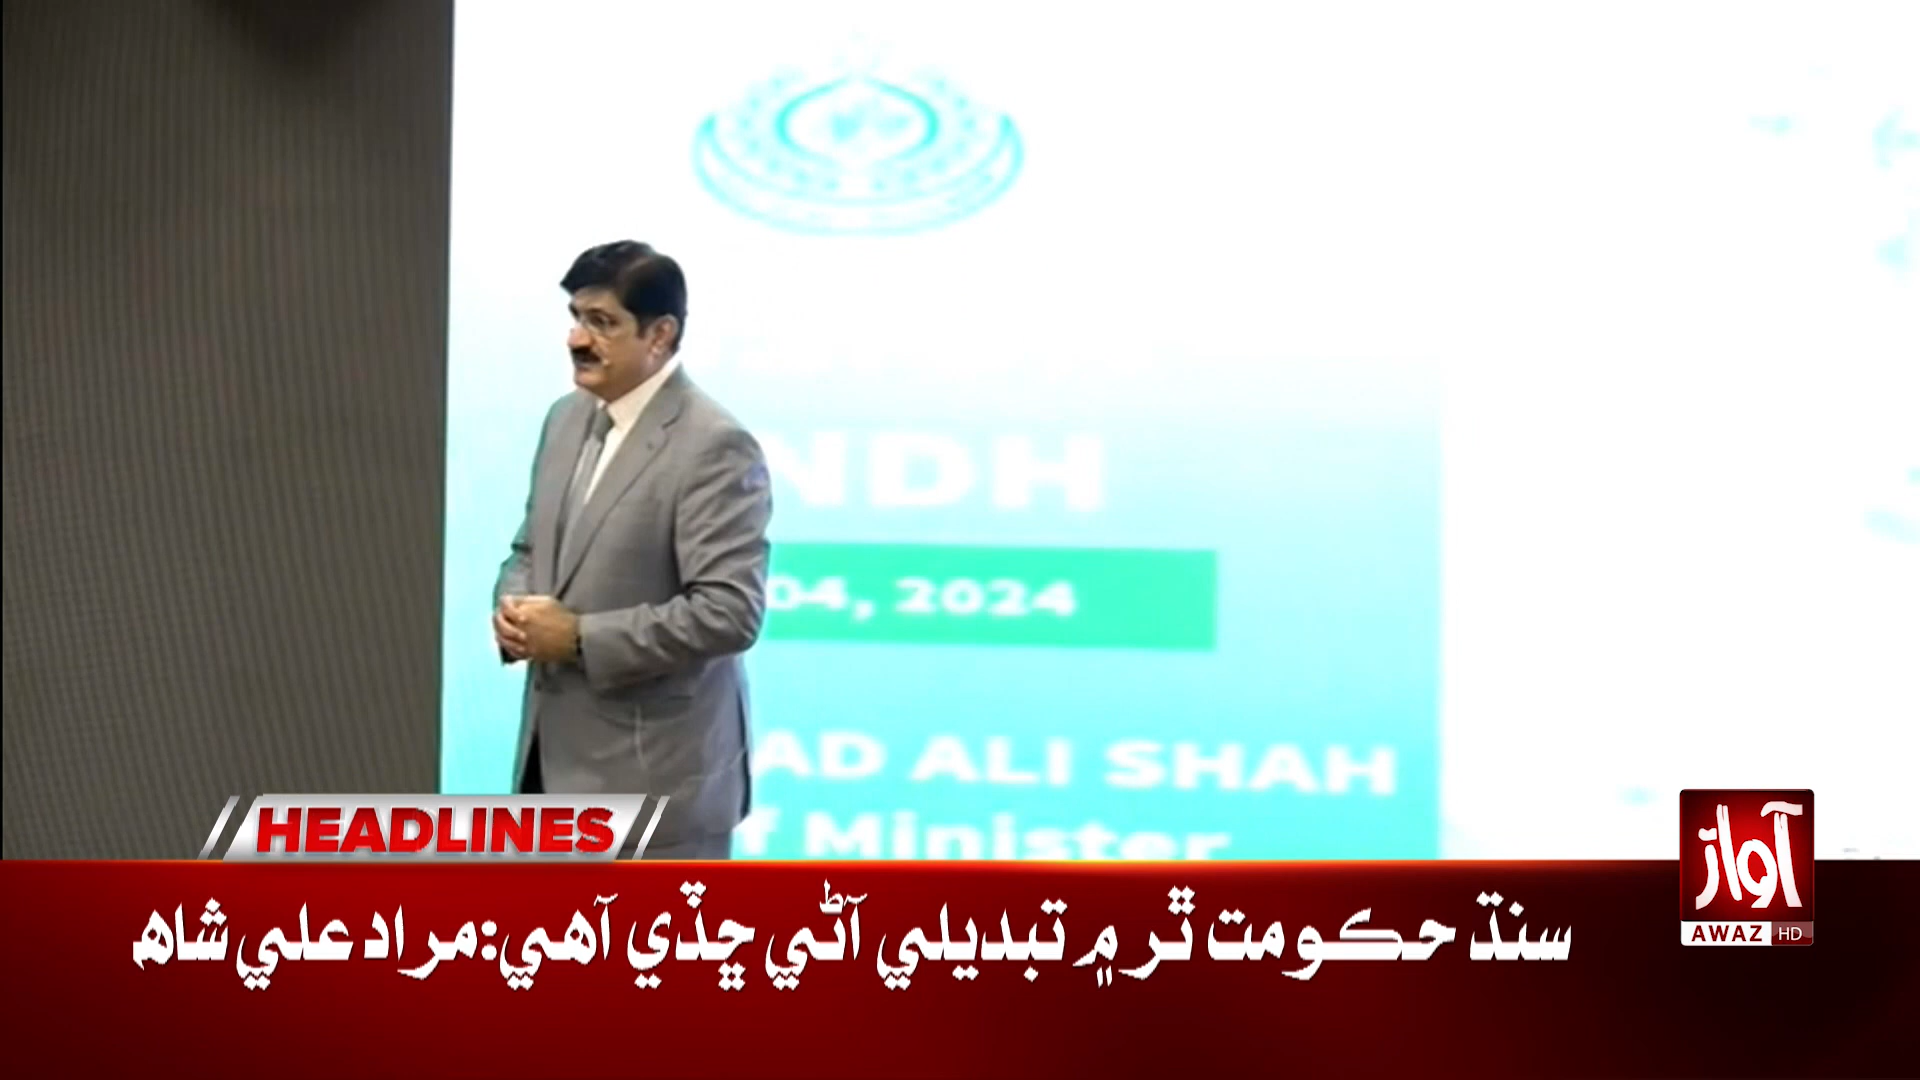 NDH
04, 2024
AD ALI SHAH
f Minister
HEADLINES
آواز
AWAZ HD
سنڌ حڪومت ٿر ۾ تبديلي آڻي ڇڏي آهي:مراد علي شاهه